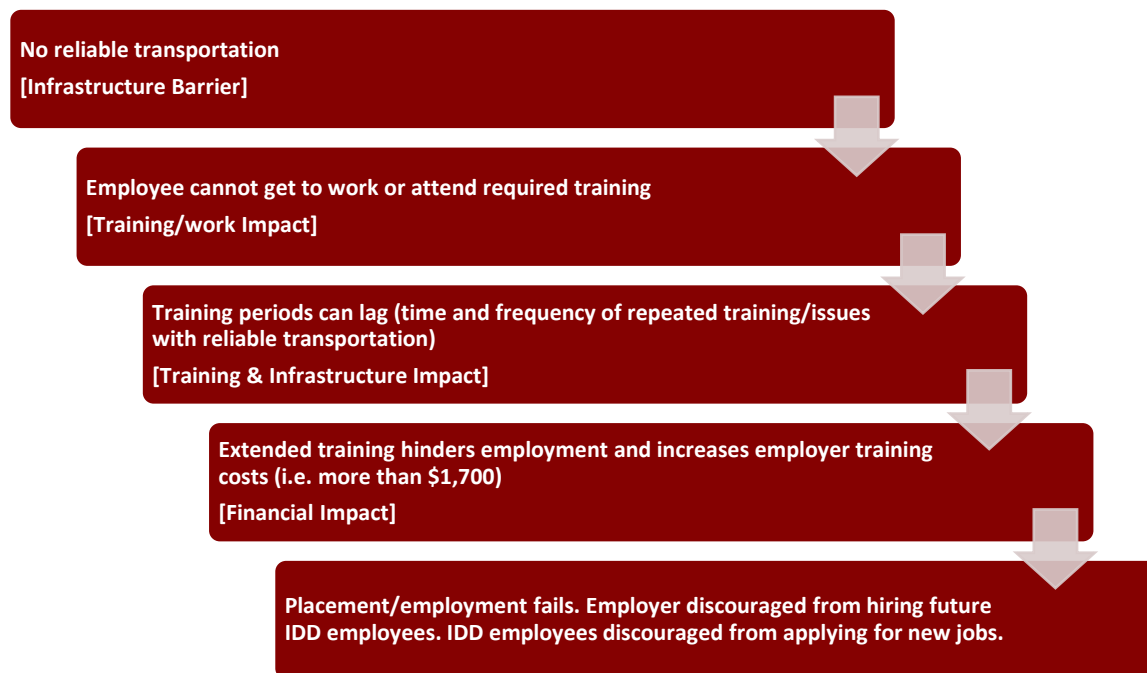 No reliable transportation
[Infrastructure Barrier]
Employee cannot get to work or attend required training
[Training/work Impact]
Training periods can lag (time and frequency of repeated training/issues
with reliable transportation)
[Training & Infrastructure Impact]
Extended training hinders employment and increases employer training
costs (i.e. more than $1,700)
[Financial Impact]
Placement/employment fails. Employer discouraged from hiring future
IDD employees. IDD employees discouraged from applying for new jobs.